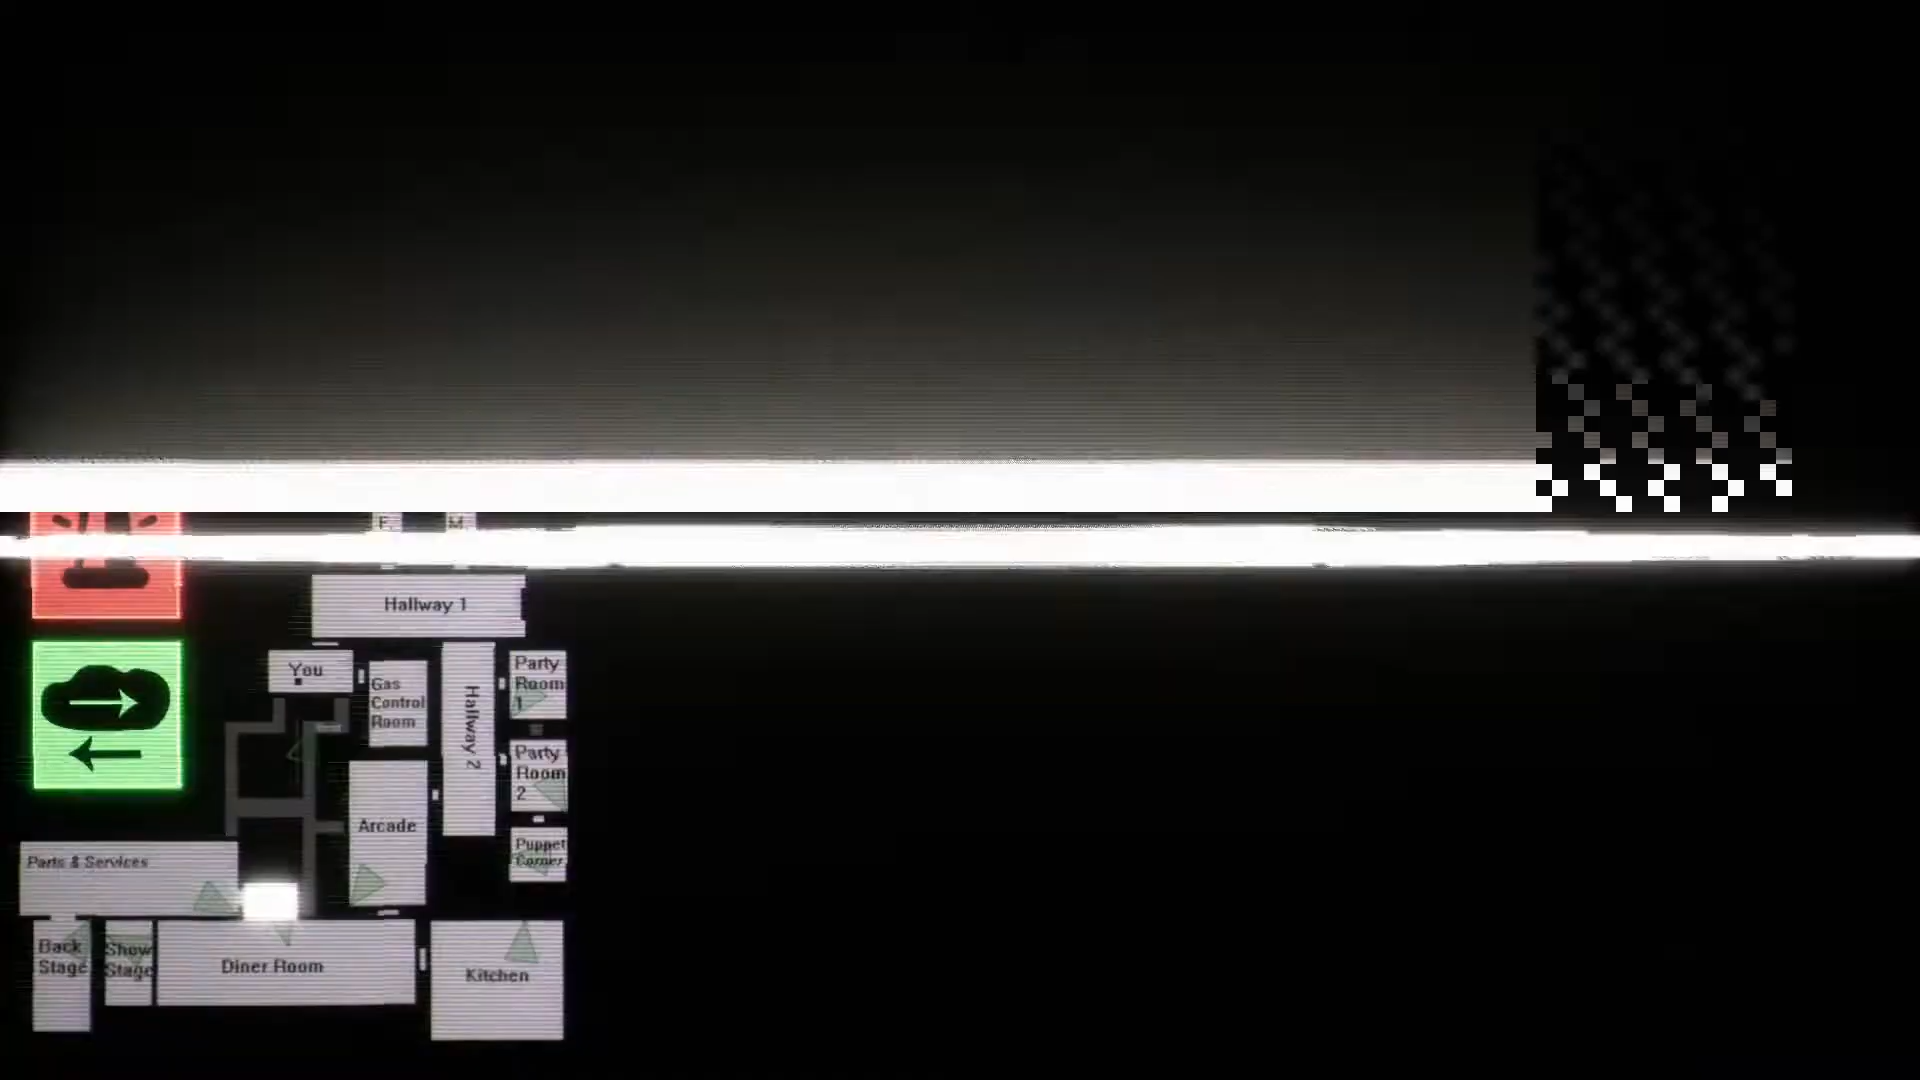 F M
Hallway 1
You
Gas
Control
Room
Hallway 2
Party
Room
1
Party
Room
2
Arcade
Puppet
Corner
Parts & Services
Back
Stage
Show
Stage
Diner Room
Kitchen